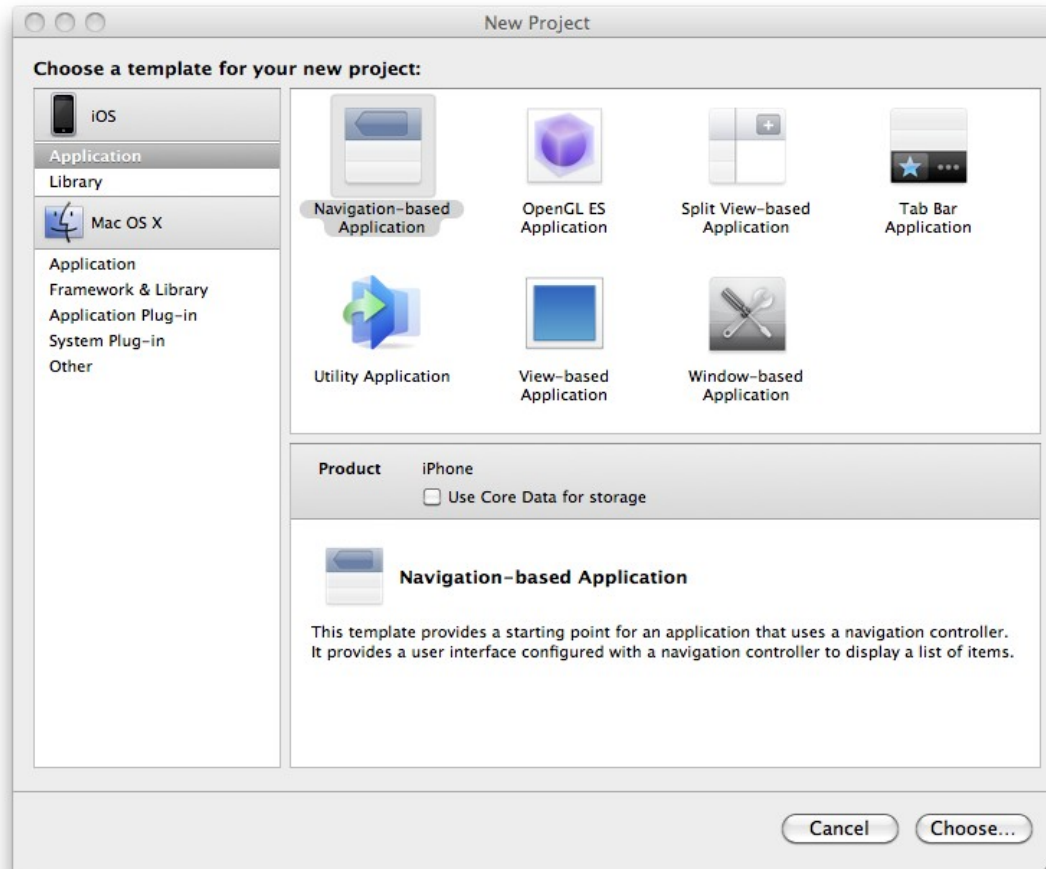 New Project
Choose a template for your new project:
iOS
Application
Library
Mac OS X
Application
Framework & Library
Application Plug-in
System Plug-in
Other
Navigation-based
Application
OpenGL ES
Application
Split View-based
Application
Tab Bar
Application
Utility Application
View-based
Application
Window-based
Application
Product iPhone
Use Core Data for storage
Navigation-based Application
This template provides a starting point for an application that uses a navigation controller.
It provides a user interface configured with a navigation controller to display a list of items.
Cancel
Choose...